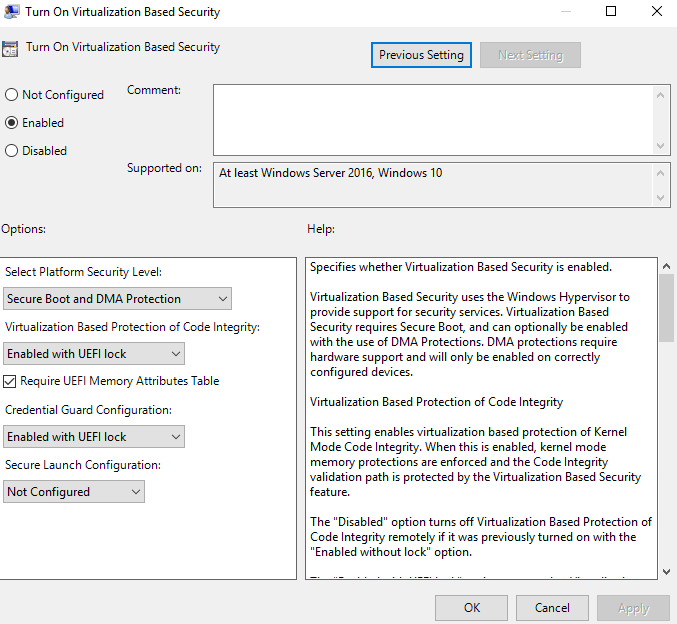 Turn On Virtualization Based Security
Turn On Virtualization Based Security
Previous Setting
Next Setting
Not Configured
Enabled
Disabled
Comment:
Supported on:
At least Windows Server 2016, Windows 10
Options:
Help:
Select Platform Security Level:
Secure Boot and DMA Protection
Virtualization Based Protection of Code Integrity:
Enabled with UEFI lock
Require UEFI Memory Attributes Table
Credential Guard Configuration:
Enabled with UEFI lock
Secure Launch Configuration:
Not Configured
Specifies whether Virtualization Based Security is enabled.
Virtualization Based Security uses the Windows Hypervisor to
provide support for security services. Virtualization Based
Security requires Secure Boot, and can optionally be enabled
with the use of DMA Protections. DMA protections require
hardware support and will only be enabled on correctly
configured devices.
Virtualization Based Protection of Code Integrity
This setting enables virtualization based protection of Kernel
Mode Code Integrity. When this is enabled, kernel mode
memory protections are enforced and the Code Integrity
validation path is protected by the Virtualization Based Security
feature.
The "Disabled" option turns off Virtualization Based Protection of
Code Integrity remotely if it was previously turned on with the
"Enabled without lock" option.
OK
Cancel
Apply